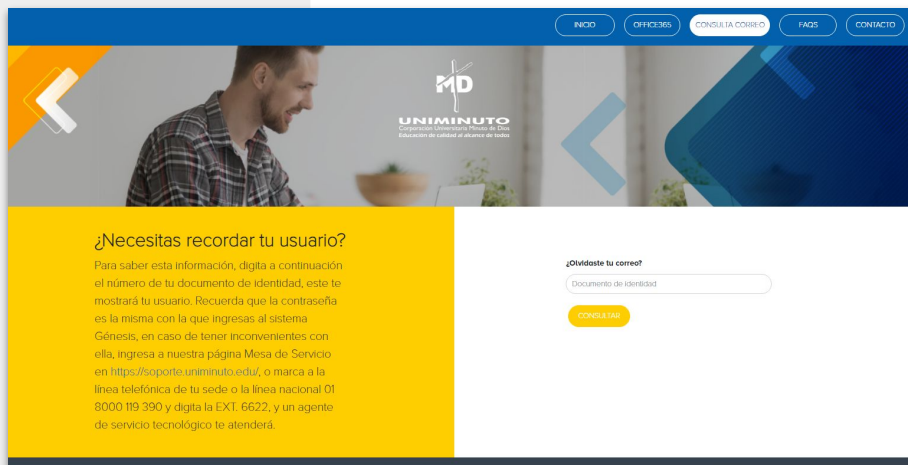 INICIO
OFFICE365
CONSULTA CORREO
FAQS
CONTACTO
MD
UNIMINUTO
Corporación Universitaria Minuto de Dios
Educación de calidad al alcance de todos
¿Necesitas recordar tu usuario?
Para saber esta información, digita a continuación
el número de tu documento de identidad, este te
mostrará tu usuario. Recuerda que la contraseña
es la misma con la que ingresas al sistema
Génesis, en caso de tener inconvenientes con
ella, ingresa a nuestra página Mesa de Servicio
en https://soporte.uniminuto.edu/, o marca a la
línea telefónica de tu sede o la línea nacional 01
8000 119 390 y digita la EXT. 6622, y un agente
de servicio tecnológico te atenderá.
¿Olvidaste tu correo?
Documento de identidad
CONSULTAR